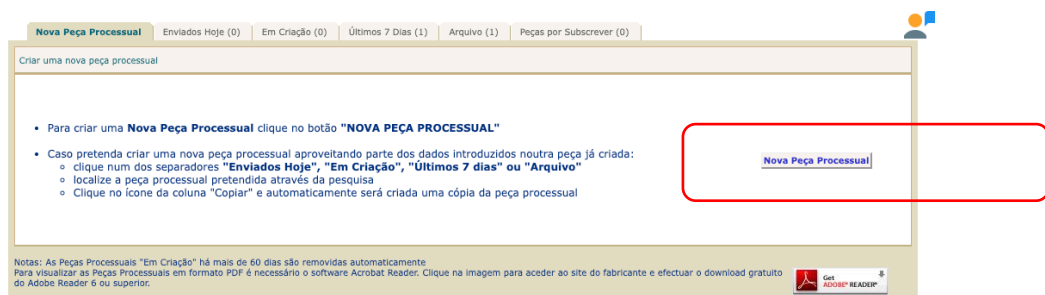 Nova Peça Processual Enviados Hoje (0) Em Criação (0) Últimos 7 Dias (1) Arquivo (1) Peças por Subscrever (0)
Criar uma nova peça processual
• Para criar uma Nova Peça Processual clique no botão "NOVA PEÇA PROCESSUAL"
• Caso pretenda criar uma nova peça processual aproveitando parte dos dados introduzidos noutra peça já criada:
clique num dos separadores "Enviados Hoje", "Em Criação", "Últimos 7 dias" ou "Arquivo"
localize a peça processual pretendida através da pesquisa
Clique no ícone da coluna "Copiar" e automaticamente será criada uma cópia da peça processual
Nova Peça Processual
Notas: As Peças Processuais "Em Criação" há mais de 60 dias são removidas automaticamente
Para visualizar as Peças Processuais em formato PDF é necessário o software Acrobat Reader. Clique na imagem para aceder ao site do fabricante e efectuar o download gratuito
do Adobe Reader 6 ou superior.
Get
ADOBE® READER®